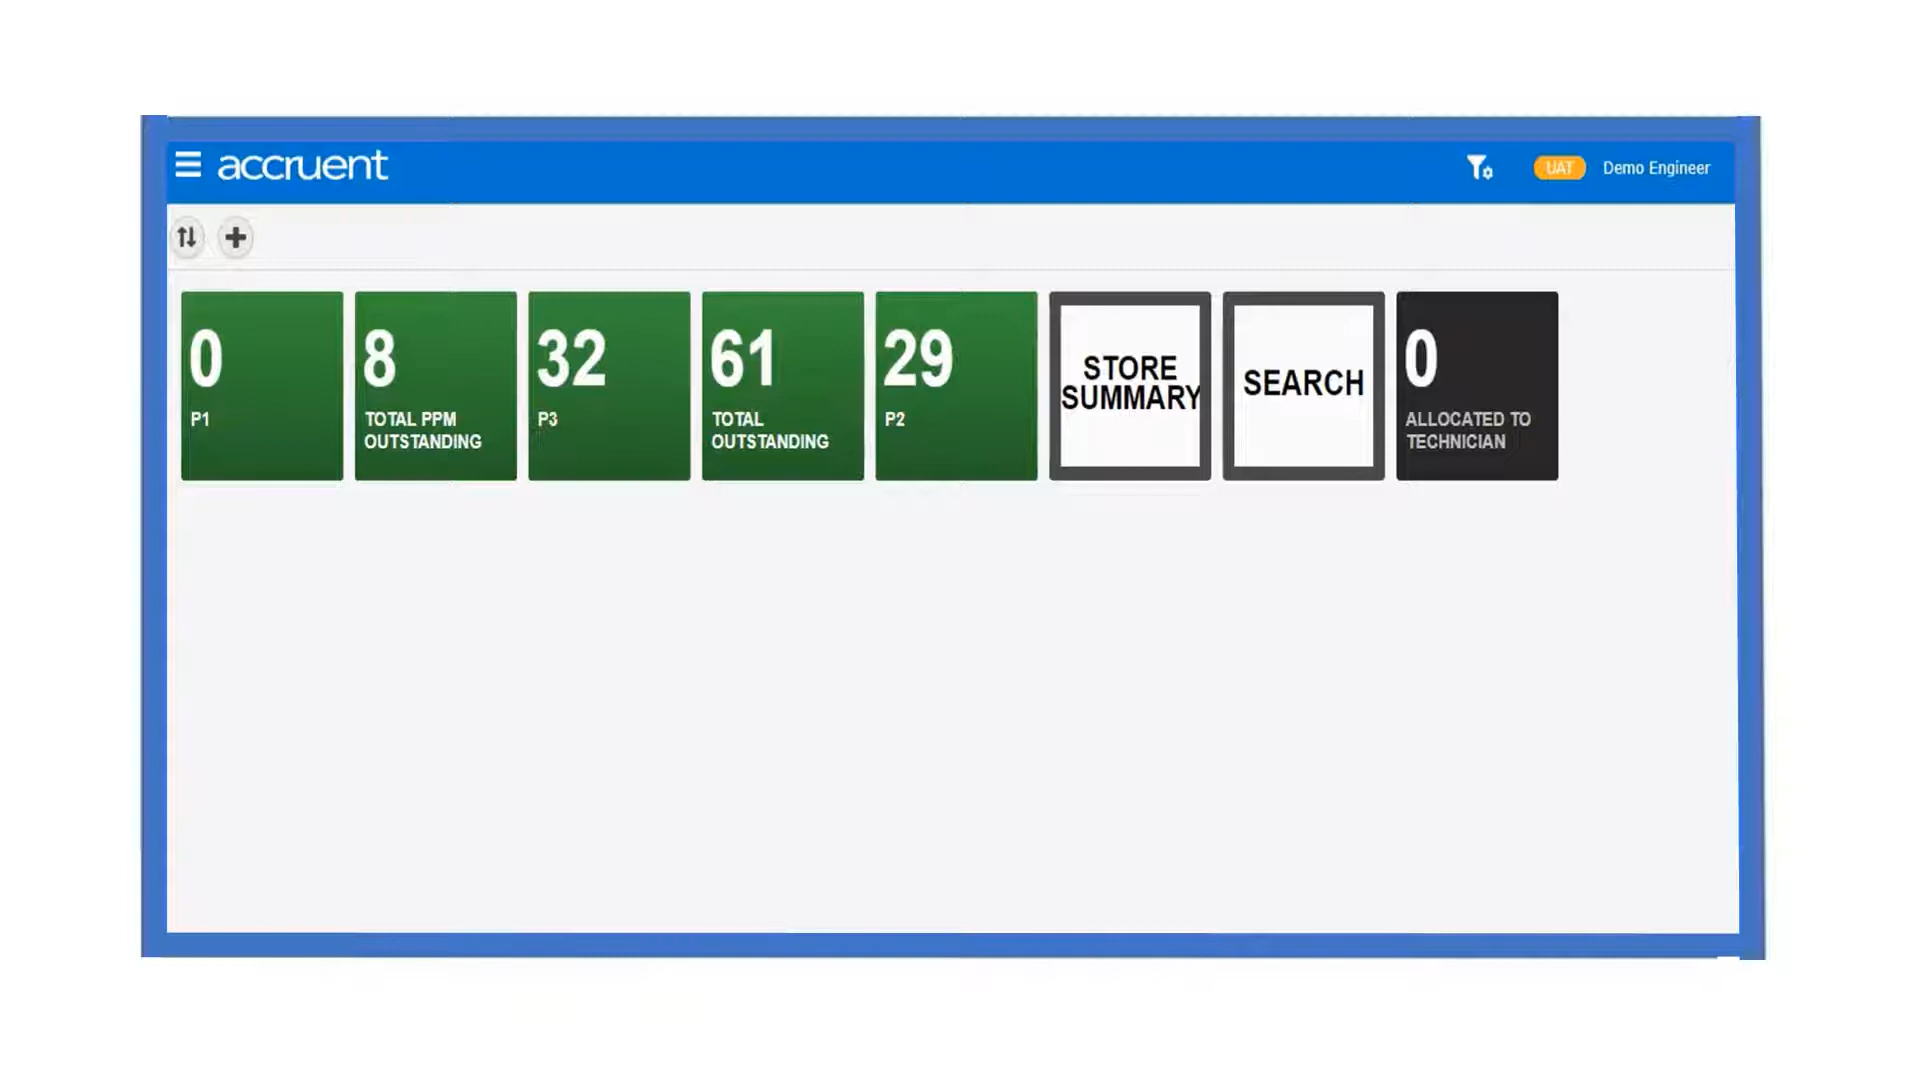 accruent
UAT
Demo Engineer
0
P1
8
TOTAL PPM
OUTSTANDING
32
P3
61
TOTAL
OUTSTANDING
29
P2
STORE
SUMMARY
SEARCH
0
ALLOCATED TO
TECHNICIAN